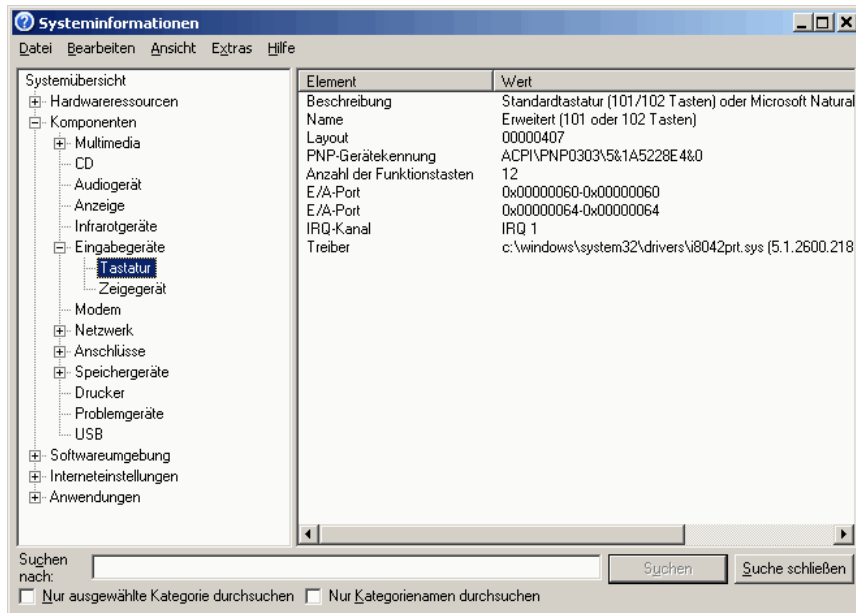 Systeminformationen
Datei Bearbeiten Ansicht Extras Hilfe
Systemübersicht
Hardwareressourcen
Komponenten
Multimedia
CD
Audiogerät
Anzeige
Infrarotgeräte
Eingabegeräte
Tastatur
Zeigegerät
Modem
Netzwerk
Anschlüsse
Speichergeräte
Drucker
Problemgeräte
USB
Softwareumgebung
Interneteinstellungen
Anwendungen
Element Wert
Beschreibung Standardtastatur (101/102 Tasten) oder Microsoft Natural
Name Erweitert (101 oder 102 Tasten)
Layout 00000407
PNP-Gerätekennung ACPI\PNP0303\5&1A5228E4&0
Anzahl der Funktionstasten 12
E/A-Port 0x00000060-0x00000060
E/A-Port 0x00000064-0x00000064
IRQ-Kanal IRQ 1
Treiber c:\windows\system32\drivers\i8042prt.sys (5.1.2600.218
Suchen
nach:
Suchen Suche schließen
Nur ausgewählte Kategorie durchsuchen Nur Kategorienamen durchsuchen